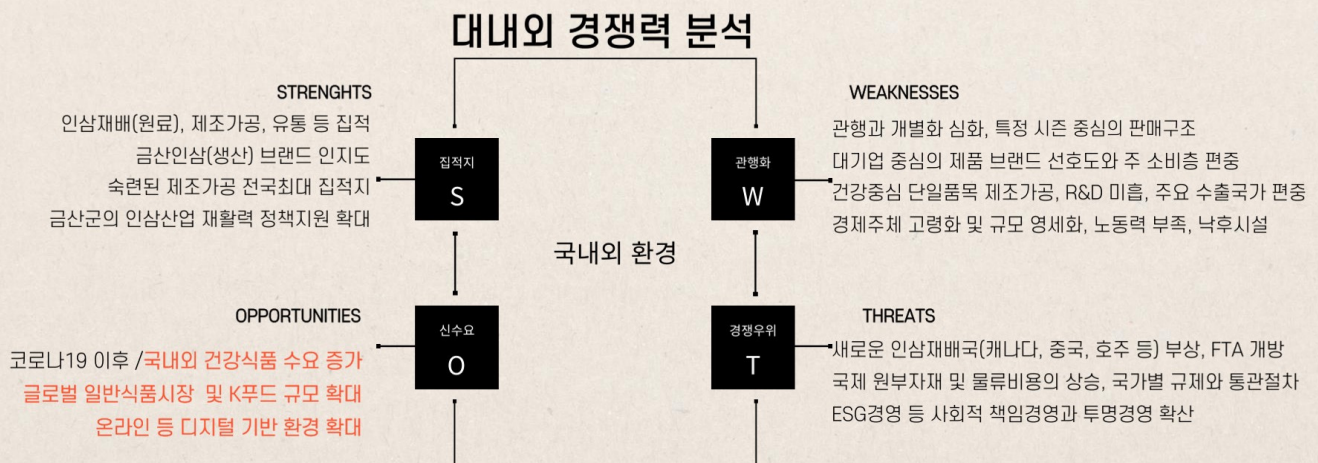 대내외 경쟁력 분석
STRENGHTS
인삼재배(원료), 제조가공, 유통 등 집적
금산인삼(생산) 브랜드 인지도
숙련된 제조가공 전국최대 집적지
금산군의 인삼산업 재활력 정책지원 확대
집적지
S
WEAKNESSES
관행과 개별화 심화, 특정 시즌 중심의 판매구조
대기업 중심의 제품 브랜드 선호도와 주 소비층 편중
건강중심 단일품목 제조가공, R&D 미흡, 주요 수출국가 편중
경제주체 고령화 및 규모 영세화, 노동력 부족, 낙후시설
관행화
W
국내외 환경
OPPORTUNITIES
코로나19 이후 /국내외 건강식품 수요 증가
글로벌 일반식품시장 및 K푸드 규모 확대
온라인 등 디지털 기반 환경 확대
신수요
O
THREATS
새로운 인삼재배국(캐나다, 중국, 호주 등) 부상, FTA 개방
국제 원부자재 및 물류비용의 상승, 국가별 규제와 통관절차
ESG경영 등 사회적 책임경영과 투명경영 확산
경쟁우위
T